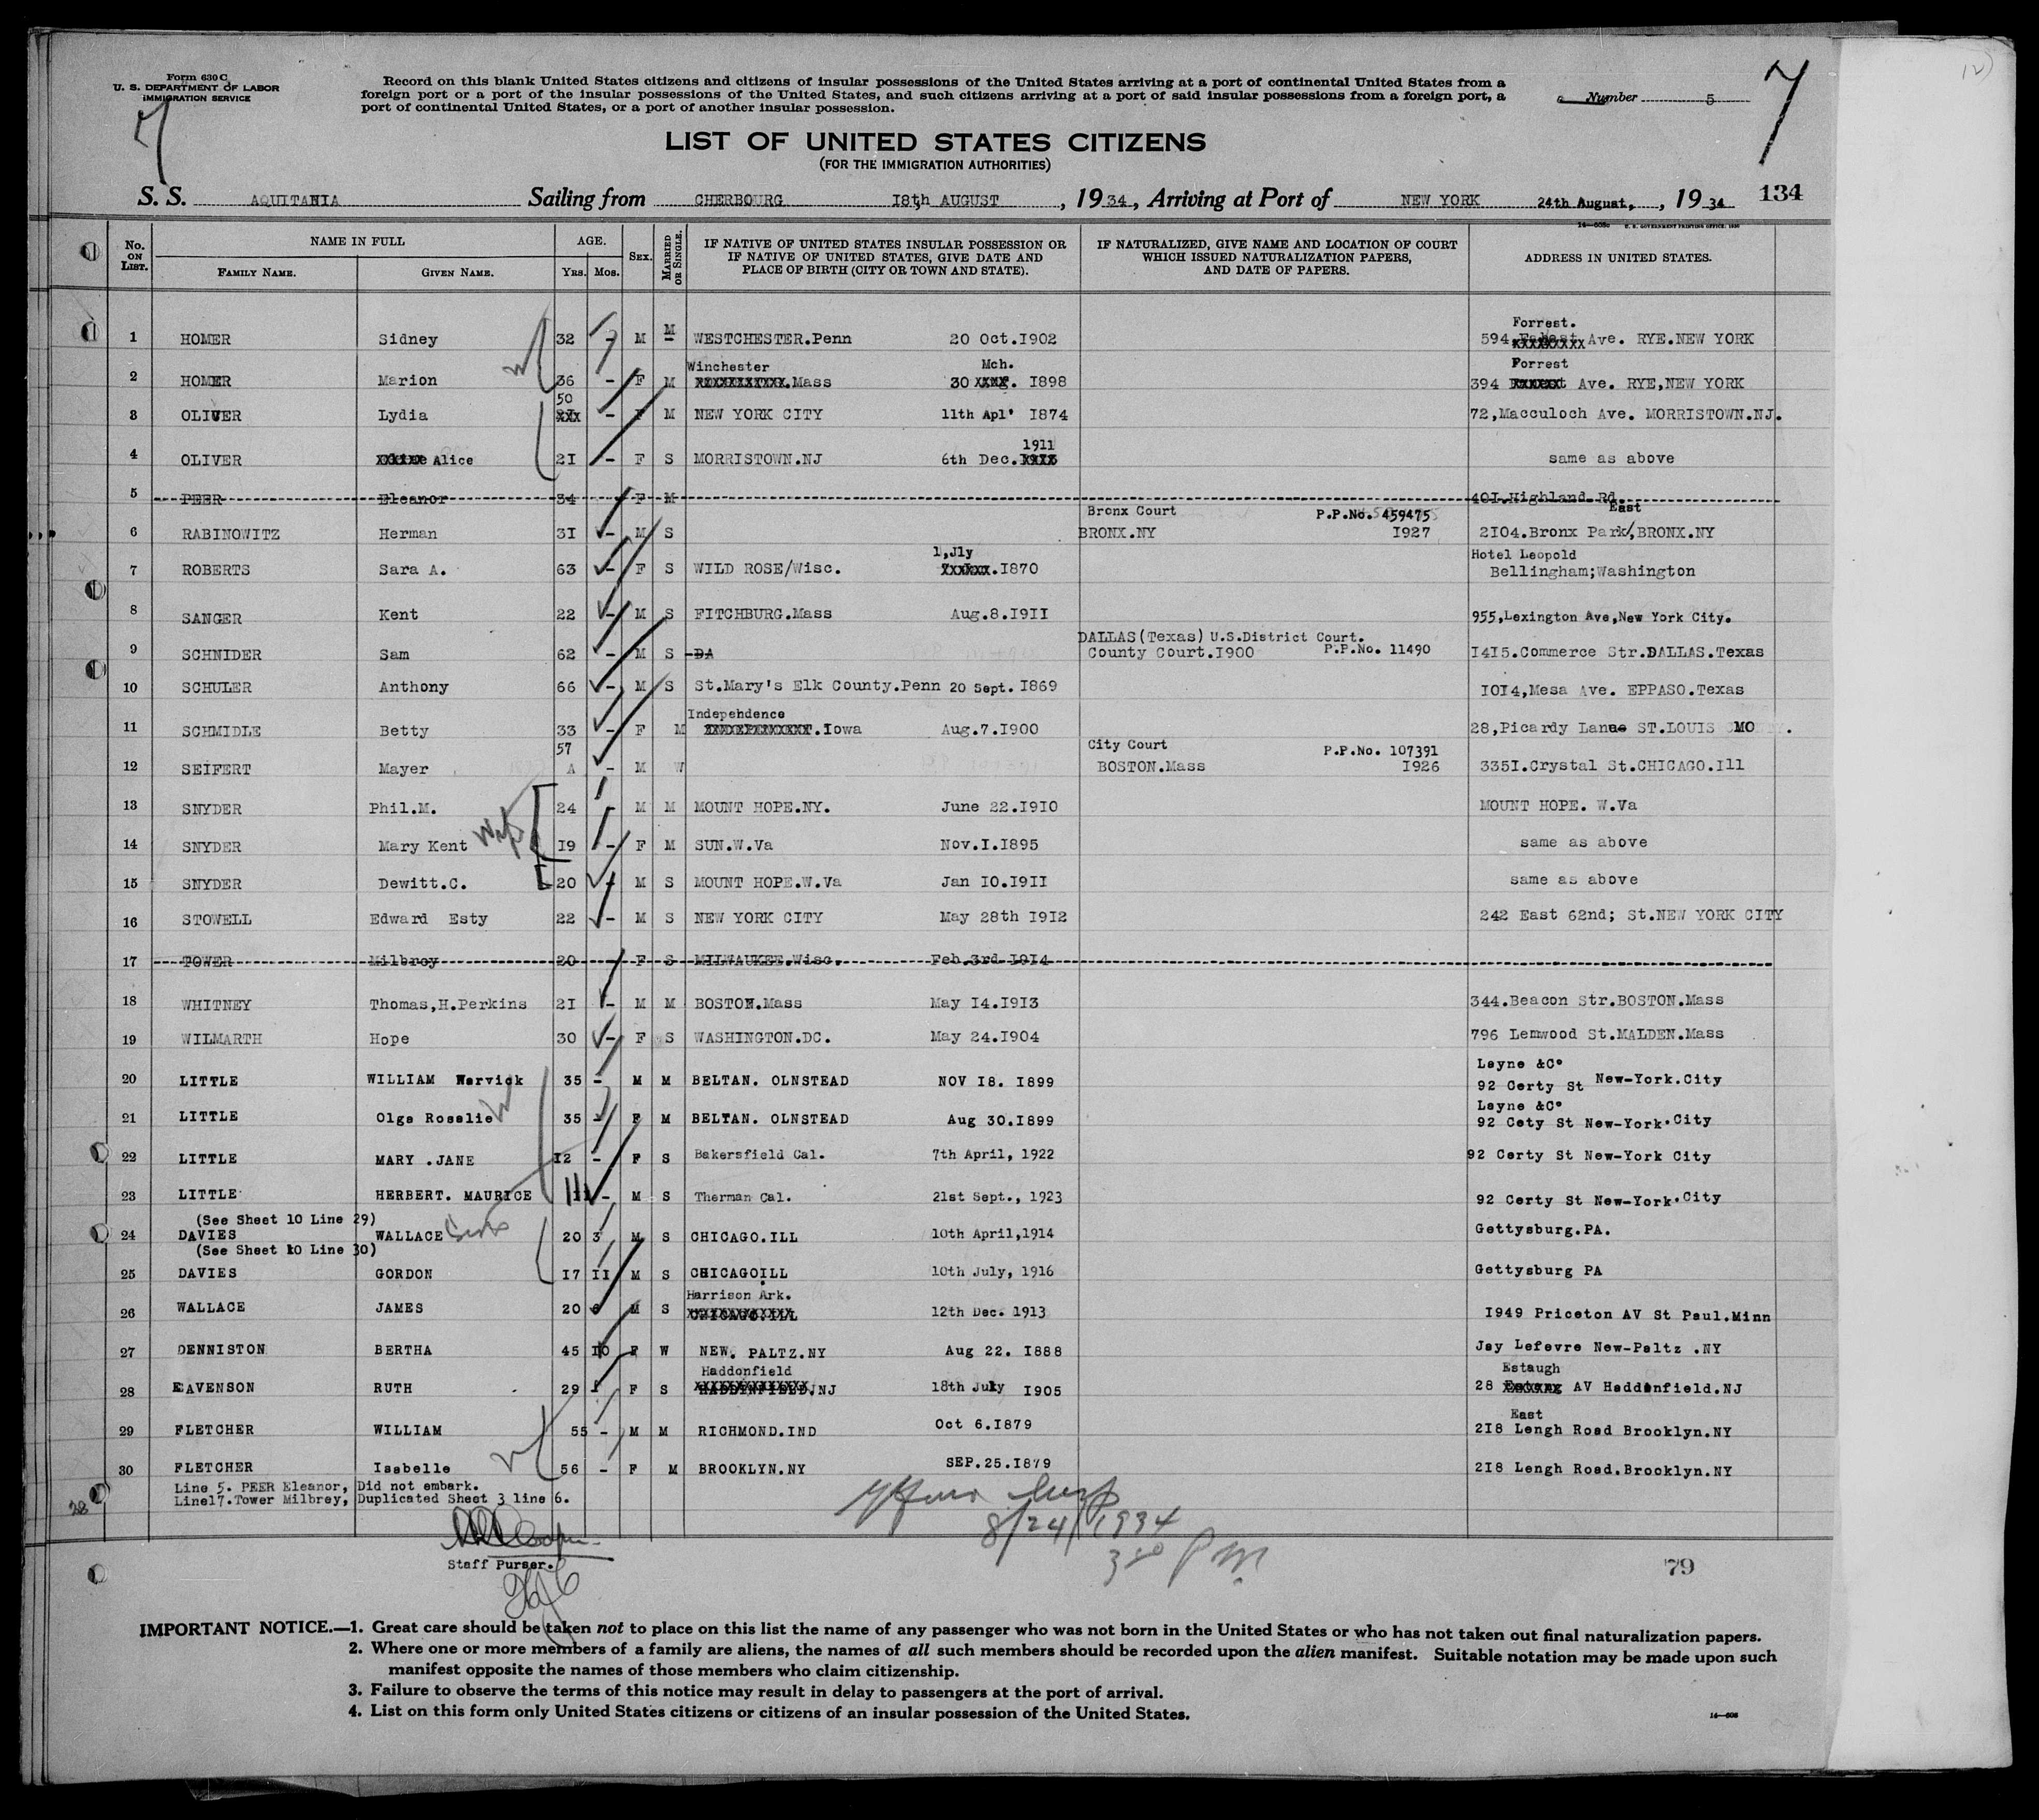 Form 630 C
U. S. DEPARTMENT OF LABOR
IMMIGRATION SERVICE
Record on this blank United States citizens and citizens of insular possessions of the United States arriving at a port of continental United States from a
foreign port or a port of the insular possessions of the United States, and such citizens arriving at a port of said insular possessions from a foreign port, a
port of continental United States, or a port of another insular possession.
Number 5
7
7
LIST OF UNITED STATES CITIZENS
(FOR THE IMMIGRATION AUTHORITIES)
S. S. AQUITANIA Sailing from CHERBOURG 18th AUGUST, 1934, Arriving at Port of NEW YORK 24th August, , 1934 134
No. ON LIST. NAME IN FULL FAMILY NAME. GIVEN NAME. AGE. Yrs. Mos. SEX. MARRIED OR SINGLE. IF NATIVE OF UNITED STATES INSULAR POSSESSION OR IF NATIVE OF UNITED STATES, GIVE DATE AND PLACE OF BIRTH (CITY OR TOWN AND STATE). IF NATURALIZED, GIVE NAME AND LOCATION OF COURT WHICH ISSUED NATURALIZATION PAPERS, AND DATE OF PAPERS. ADDRESS IN UNITED STATES.
Forrest.
1 HOMER Sidney 32 - M M WESTCHESTER.Penn 20 Oct.1902 594 Ave. RYE.NEW YORK
Winchester Mch. Forrest
2 HOMER Marion 36 - F M .Mass 30 1898 394 Ave. RYE,NEW YORK
50
3 OLIVER Lydia - F M NEW YORK CITY 11th Apl' 1874 72,Macculoch Ave. MORRISTOWN.NJ.
1911
4 OLIVER Alice 21 - F S MORRISTOWN.NJ 6th Dec. same as above
5 PEER Eleanor 34 F M 401.Highland Rd.
Bronx Court P.P.No. 459475 East
6 RABINOWITZ Herman 31 - M S BRONX.NY 1927 2104.Bronx Park/,BRONX.NY
1,Jly Hotel Leopold
7 ROBERTS Sara A. 63 - F S WILD ROSE/Wisc. .1870 Bellingham;Washington
8 SANGER Kent 22 - M S FITCHBURG.Mass Aug.8.1911 955,Lexington Ave,New York City.
DALLAS(Texas) U.S.District Court.
9 SCHNIDER Sam 62 - M S DA County Court.1900 P.P.No. 11490 1415.Commerce Str.DALLAS.Texas
10 SCHULER Anthony 66 - M S St.Mary's Elk County.Penn 20 Sept. 1869 1014,Mesa Ave. EPPASO.Texas
Independence
11 SCHMIDLE Betty 33 - F M .Iowa Aug.7.1900 28,Picardy Lanue ST.LOUIS MO.
57 City Court P.P.No. 107391
12 SEIFERT Mayer A - M W BOSTON.Mass 1926 3351.Crystal St.CHICAGO.Ill
13 SNYDER Phil.M. 24 M M MOUNT HOPE.NY. June 22.1910 MOUNT HOPE. W.Va
14 SNYDER Mary Kent Wife 19 - F M SUN.W.Va Nov.1.1895 same as above
15 SNYDER Dewitt.C. 20 - M S MOUNT HOPE.W.Va Jan 10.1911 same as above
16 STOWELL Edward Esty 22 - M S NEW YORK CITY May 28th 1912 242 East 62nd; St.NEW YORK CITY
17 TOWER Milbrey 20 F S MILWAUKEE.Wisc. Feb.3rd 1914
18 WHITNEY Thomas,H.Perkins 21 - M M BOSTON.Mass May 14.1913 344.Beacon Str.BOSTON.Mass
19 WILMARTH Hope 30 - F S WASHINGTON.DC. May 24.1904 796 Lemwood St.MALDEN.Mass
Layne &Co
20 LITTLE WILLIAM Warvick 35 - M M BELTAN. OLNSTEAD NOV 18. 1899 92 Certy St New-York.City
Layne &Co
21 LITTLE Olga Rosalie W 35 - F M BELTAN. OLNSTEAD Aug 30.1899 92 Cety St New-York.City
22 LITTLE MARY .JANE 12 - F S Bakersfield Cal. 7th April, 1922 92 Certy St New-York City
23 LITTLE HERBERT. MAURICE 11 - M S Therman Cal. 21st Sept., 1923 92 Certy St New-York.City
(See Sheet 10 Line 29)
24 DAVIES WALLACE 20 3 M S CHICAGO.ILL 10th April,1914 Gettysburg.PA.
(See Sheet 10 Line 30)
25 DAVIES GORDON 17 11 M S CHICAGOILL 10th July, 1916 Gettysburg PA
Harrison Ark.
26 WALLACE JAMES 20 M S CHICAGO.ILL 12th Dec. 1913 1949 Priceton AV St Paul.Minn
27 DENNISTON BERTHA 45 10 F W NEW. PALTZ.NY Aug 22. 1888 Jay Lefevre New-Paltz .NY
Haddonfield Estaugh
28 EAVENSON RUTH 29 1 F S HADDINFIELD,NJ 18th July 1905 28 AV Haddonfield.NJ
East
29 FLETCHER WILLIAM 55 - M M RICHMOND.IND Oct 6.1879 218 Lengh Road Brooklyn.NY
30 FLETCHER Isabelle 56 - F M BROOKLYN.NY SEP.25.1879 218 Lengh Road.Brooklyn.NY
Line 5. PEER Eleanor, Did not embark.
Line17.Tower Milbrey, Duplicated Sheet 3 line 6.
28
8/24/1934
3 PM.
Staff Purser.
79
IMPORTANT NOTICE.—1. Great care should be taken not to place on this list the name of any passenger who was not born in the United States or who has not taken out final naturalization papers.
2. Where one or more members of a family are aliens, the names of all such members should be recorded upon the alien manifest. Suitable notation may be made upon such
manifest opposite the names of those members who claim citizenship.
3. Failure to observe the terms of this notice may result in delay to passengers at the port of arrival.
4. List on this form only United States citizens or citizens of an insular possession of the United States.